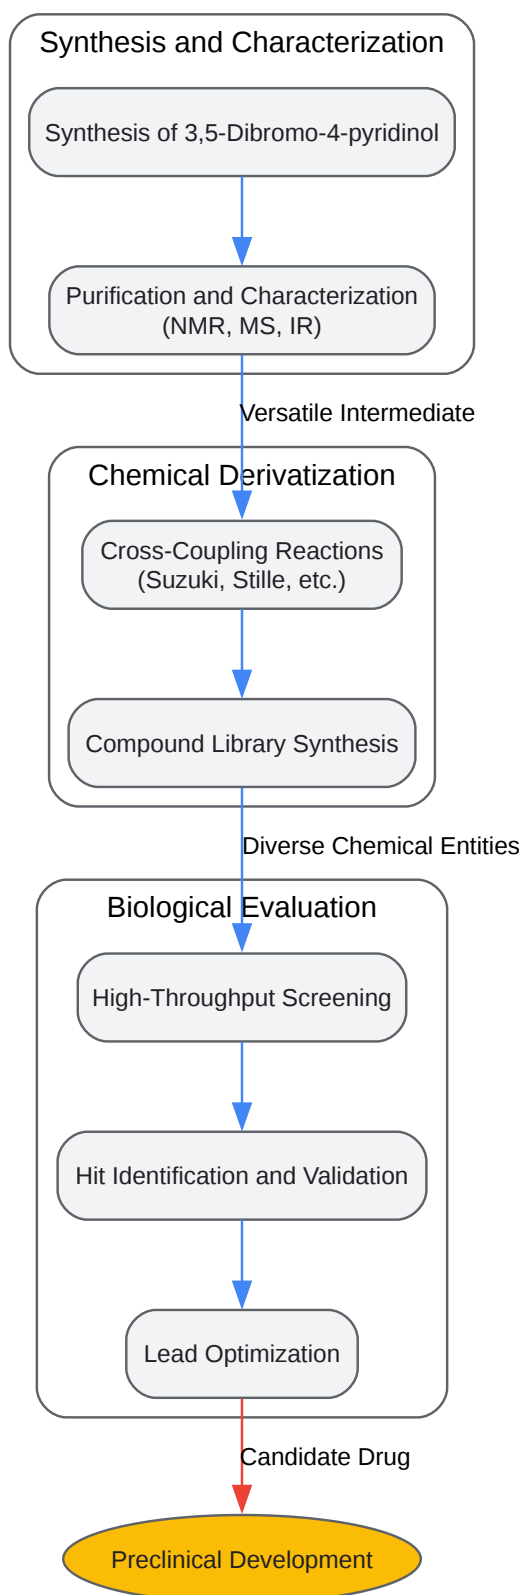 Synthesis and Characterization
Synthesis of 3,5-Dibromo-4-pyridinol
Purification and Characterization
(NMR, MS, IR)
Versatile Intermediate
Chemical Derivatization
Cross-Coupling Reactions
(Suzuki, Stille, etc.)
Compound Library Synthesis
Diverse Chemical Entities
Biological Evaluation
High-Throughput Screening
Hit Identification and Validation
Lead Optimization
Candidate Drug
Preclinical Development